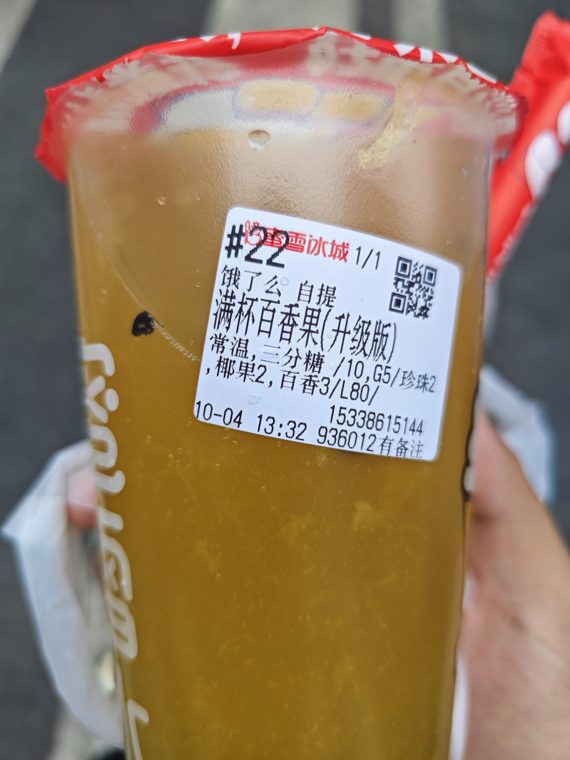 #22 蜜雪冰城 1/1
饿了么 自提
满杯百香果(升级版)
常温,三分糖 /10,G5/珍珠2
,椰果2,百香3/L80/
15338615144
10-04 13:32 936012有备注